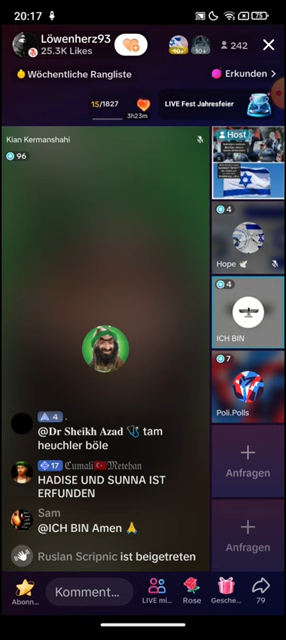 20:17
75
Löwenherz93
25.3K Likes
10+
10+
242
Wöchentliche Rangliste
Erkunden >
15/1827
3h23m
LIVE Fest Jahresfeier
Kian Kermanshahi
96
Host
4
Hope 🕊
4
ICH BIN
7
Poli.Polls
+
Anfragen
+
Anfragen
4 .
@𝐃𝐫 𝐒𝐡𝐞𝐢𝐤𝐡 𝐀𝐳𝐚𝐝 🩺 tam
heuchler böle
17 ℭ𝔲𝔪𝔞𝔩𝔦🇹🇷𝔐𝔢𝔱𝔢𝔥𝔞𝔫
HADISE UND SUNNA IST
ERFUNDEN
Sam
@ICH BIN Amen 🙏
Ruslan Scripnic ist beigetreten
Abonn...
Komment...
LIVE mi...
Rose
Gesche...
79